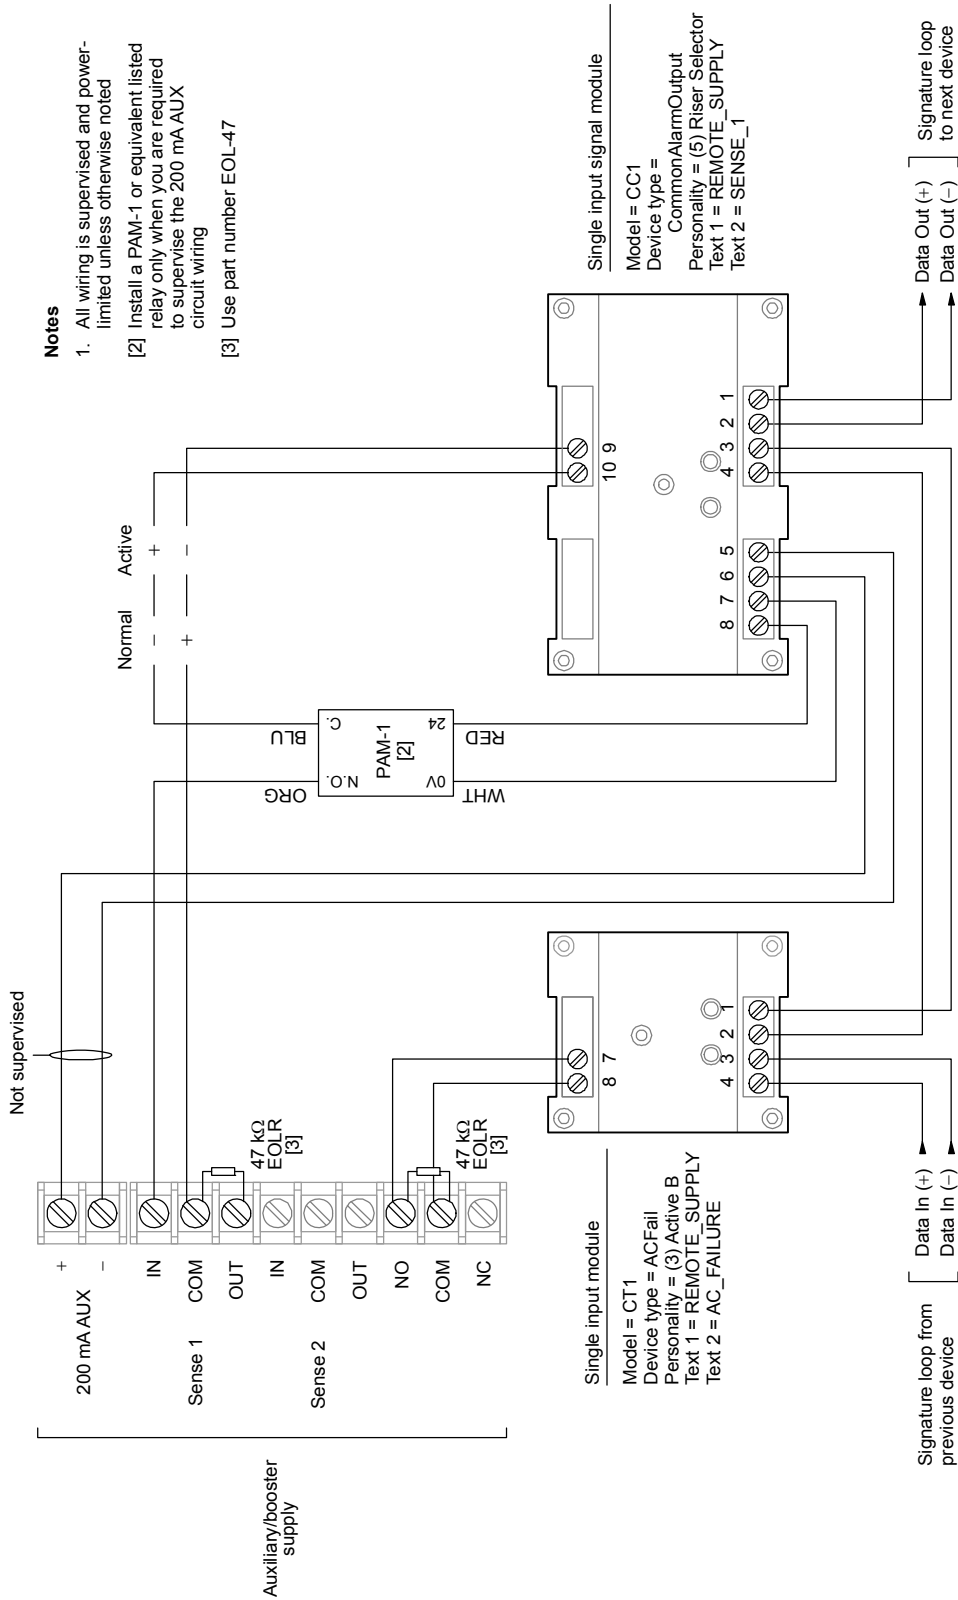 Notes
1. All wiring is supervised and power-
limited unless otherwise noted
[2] Install a PAM-1 or equivalent listed
relay only when you are required
to supervise the 200 mA AUX
circuit wiring
[3] Use part number EOL-47
Not supervised
Normal
Active
−
+
+
−
Auxiliary/booster
supply
200 mA AUX
+
−
Sense 1
IN
COM
OUT
Sense 2
IN
COM
OUT
NO
COM
NC
47 kΩ
EOLR
[3]
47 kΩ
EOLR
[3]
ORG
BLU
N.O.
C.
PAM-1
[2]
0V
24
WHT
RED
Single input module
Model = CT1
Device type = ACFail
Personality = (3) Active B
Text 1 = REMOTE_SUPPLY
Text 2 = AC_FAILURE
8 7
4 3 2 1
Single input signal module
Model = CC1
Device type =
CommonAlarmOutput
Personality = (5) Riser Selector
Text 1 = REMOTE_SUPPLY
Text 2 = SENSE_1
10 9
8 7 6 5 4 3 2 1
Signature loop from
previous device
Data In (+)
Data In (−)
Data Out (+)
Data Out (−)
Signature loop
to next device